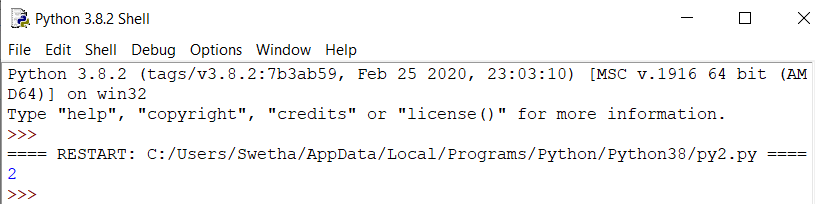 Python 3.8.2 Shell
File Edit Shell Debug Options Window Help
Python 3.8.2 (tags/v3.8.2:7b3ab59, Feb 25 2020, 23:03:10) [MSC v.1916 64 bit (AM
D64)] on win32
Type "help", "copyright", "credits" or "license()" for more information.
>>>
==== RESTART: C:/Users/Swetha/AppData/Local/Programs/Python/Python38/py2.py ====
2
>>>